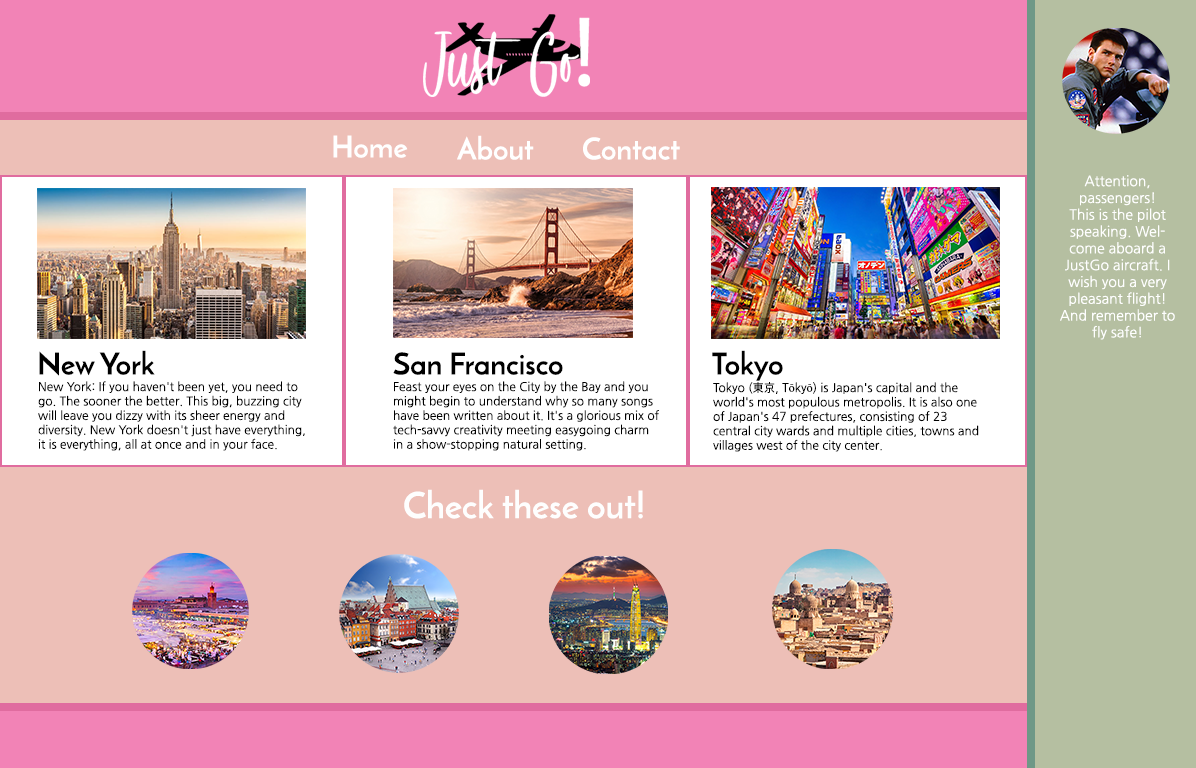 Just Go!
Home About Contact
New York
New York: If you haven't been yet, you need to
go. The sooner the better. This big, buzzing city
will leave you dizzy with its sheer energy and
diversity. New York doesn't just have everything,
it is everything, all at once and in your face.
San Francisco
Feast your eyes on the City by the Bay and you
might begin to understand why so many songs
have been written about it. It's a glorious mix of
tech-savvy creativity meeting easygoing charm
in a show-stopping natural setting.
Tokyo
Tokyo (東京, Tōkyō) is Japan's capital and the
world's most populous metropolis. It is also one
of Japan's 47 prefectures, consisting of 23
central city wards and multiple cities, towns and
villages west of the city center.
Check these out!
Attention,
passengers!
This is the pilot
speaking. Wel-
come aboard a
JustGo aircraft. I
wish you a very
pleasant flight!
And remember to
fly safe!